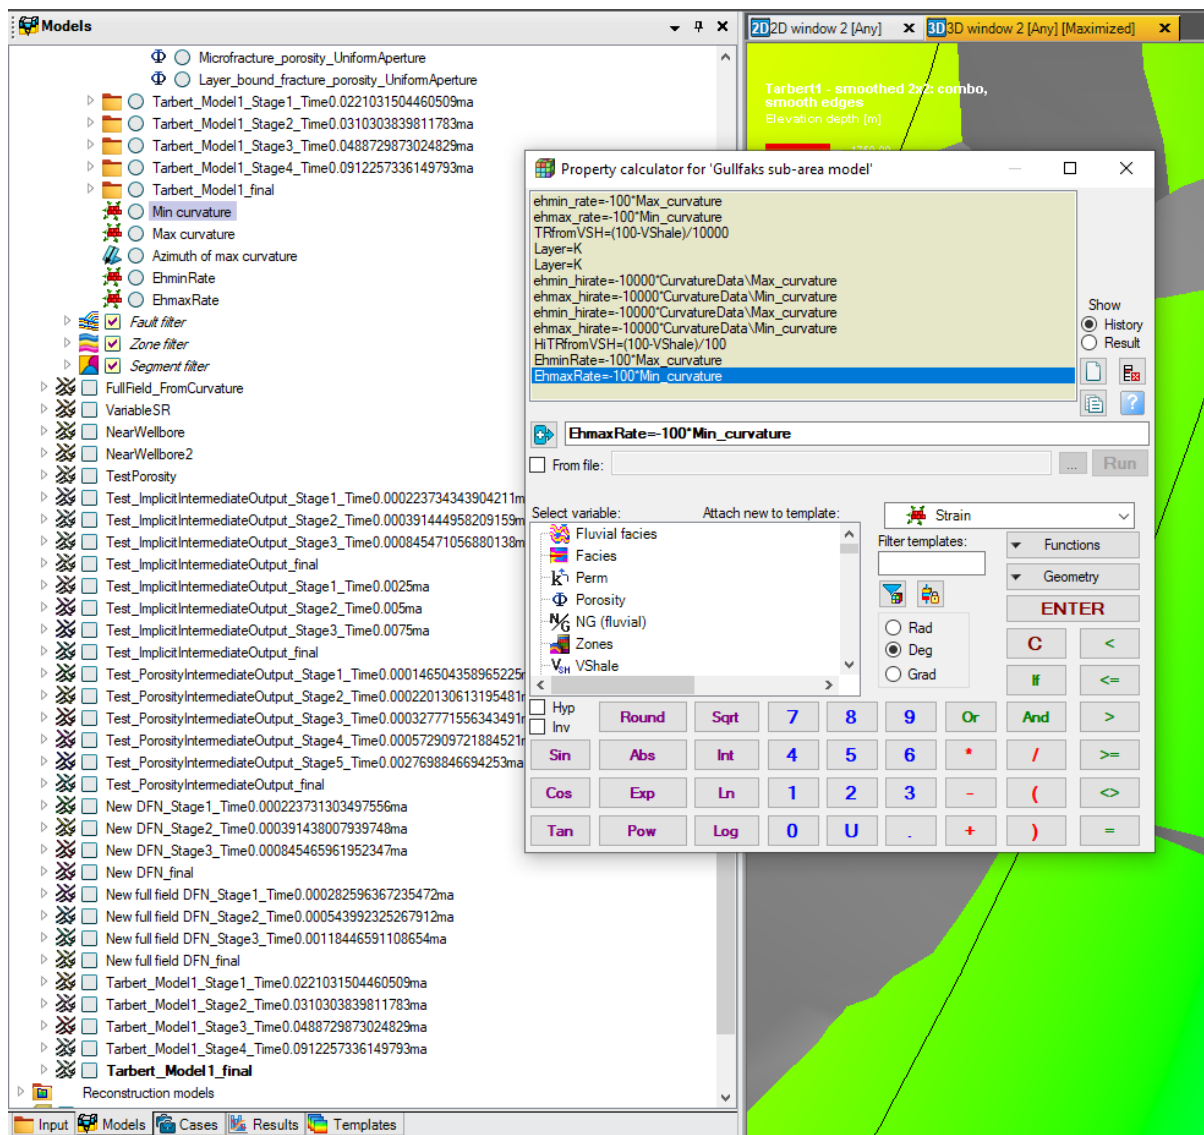 Models
Microfracture_porosity_UniformAperture
Layer_bound_fracture_porosity_UniformAperture
Tarbert_Model1_Stage1_Time0.0221031504460509ma
Tarbert_Model1_Stage2_Time0.0310303839811783ma
Tarbert_Model1_Stage3_Time0.0488729873024829ma
Tarbert_Model1_Stage4_Time0.0912257336149793ma
Tarbert_Model1_final
Min curvature
Max curvature
Azimuth of max curvature
EhminRate
EhmaxRate
Fault filter
Zone filter
Segment filter
FullField_FromCurvature
VariableSR
NearWellbore
NearWellbore2
TestPorosity
Test_ImplicitIntermediateOutput_Stage1_Time0.000223734343904211m
Test_ImplicitIntermediateOutput_Stage2_Time0.000391444958209159m
Test_ImplicitIntermediateOutput_Stage3_Time0.000845471056880138m
Test_ImplicitIntermediateOutput_final
Test_ImplicitIntermediateOutput_Stage1_Time0.0025ma
Test_ImplicitIntermediateOutput_Stage2_Time0.005ma
Test_ImplicitIntermediateOutput_Stage3_Time0.0075ma
Test_ImplicitIntermediateOutput_final
Test_PorosityIntermediateOutput_Stage1_Time0.000146504358965225
Test_PorosityIntermediateOutput_Stage2_Time0.000220130613195481
Test_PorosityIntermediateOutput_Stage3_Time0.000327771556343491
Test_PorosityIntermediateOutput_Stage4_Time0.000572909721884521
Test_PorosityIntermediateOutput_Stage5_Time0.0027698846694253ma
Test_PorosityIntermediateOutput_final
New DFN_Stage1_Time0.000223731303497556ma
New DFN_Stage2_Time0.000391438007939748ma
New DFN_Stage3_Time0.000845465961952347ma
New DFN_final
New full field DFN_Stage1_Time0.000282596367235472ma
New full field DFN_Stage2_Time0.000543992325267912ma
New full field DFN_Stage3_Time0.00118446591108654ma
New full field DFN_final
Tarbert_Model1_Stage1_Time0.0221031504460509ma
Tarbert_Model1_Stage2_Time0.0310303839811783ma
Tarbert_Model1_Stage3_Time0.0488729873024829ma
Tarbert_Model1_Stage4_Time0.0912257336149793ma
Tarbert_Model1_final
Reconstruction models
Input Models Cases Results Templates
2D 2D window 2 [Any] 3D 3D window 2 [Any] [Maximized]
Tarbert1 - smoothed 2x2: combo,
smooth edges
Elevation depth [m]
Property calculator for 'Gullfaks sub-area model'
ehmin_rate=-100*Max_curvature
ehmax_rate=-100*Min_curvature
TRfromVSH=(100-VShale)/10000
Layer=K
Layer=K
ehmin_hirate=-10000*CurvatureData\Max_curvature
ehmax_hirate=-10000*CurvatureData\Min_curvature
ehmin_hirate=-10000*CurvatureData\Max_curvature
ehmax_hirate=-10000*CurvatureData\Min_curvature
HiTRfromVSH=(100-VShale)/100
EhminRate=-100*Max_curvature
EhmaxRate=-100*Min_curvature
Show
History
Result
EhmaxRate=-100*Min_curvature
From file: ... Run
Select variable: Attach new to template: Strain
Fluvial facies
Facies
Perm
Porosity
N/G NG (fluvial)
Zones
VSH VShale
Filter templates:
Functions
Geometry
ENTER
Rad
Deg
Grad
C <
If <=
Hyp
Inv
Round Sqrt 7 8 9 Or And >
Sin Abs Int 4 5 6 * / >=
Cos Exp Ln 1 2 3 - ( <>
Tan Pow Log 0 U . + ) =